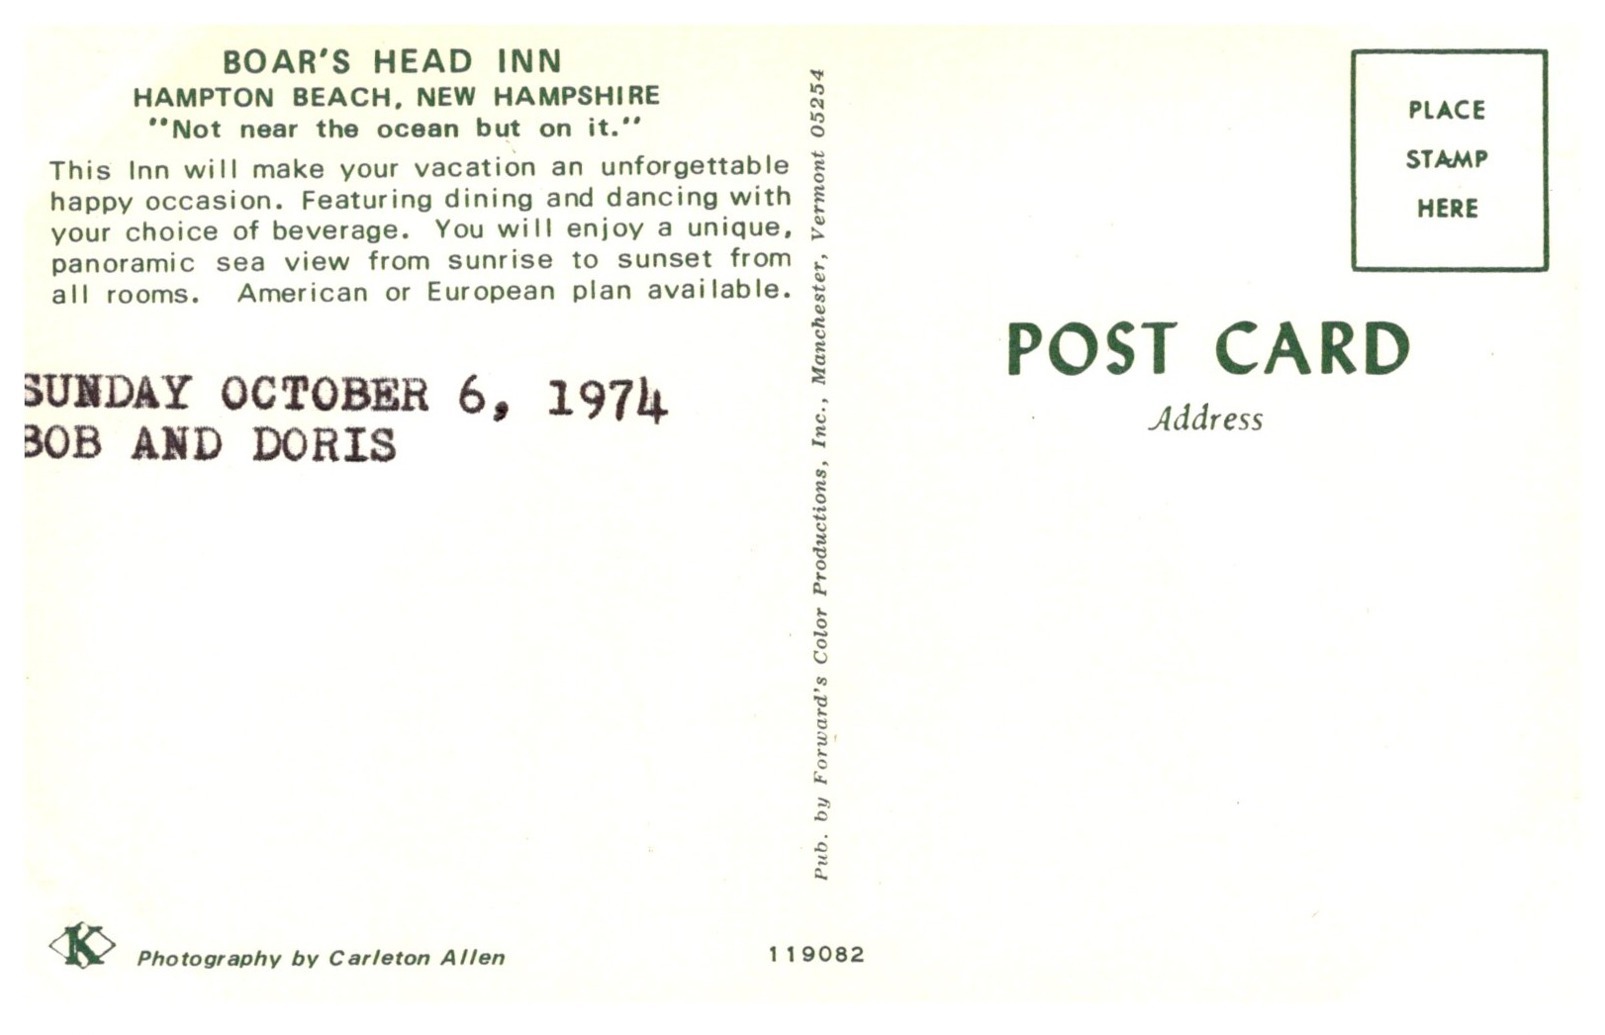 BOAR'S HEAD INN
HAMPTON BEACH, NEW HAMPSHIRE
"Not near the ocean but on it."
This Inn will make your vacation an unforgettable
happy occasion. Featuring dining and dancing with
your choice of beverage. You will enjoy a unique,
panoramic sea view from sunrise to sunset from
all rooms. American or European plan available.
SUNDAY OCTOBER 6, 1974
BOB AND DORIS
K
Photography by Carleton Allen
119082
Pub. by Forward's Color Productions, Inc., Manchester, Vermont 05254
PLACE
STAMP
HERE
POST CARD
Address